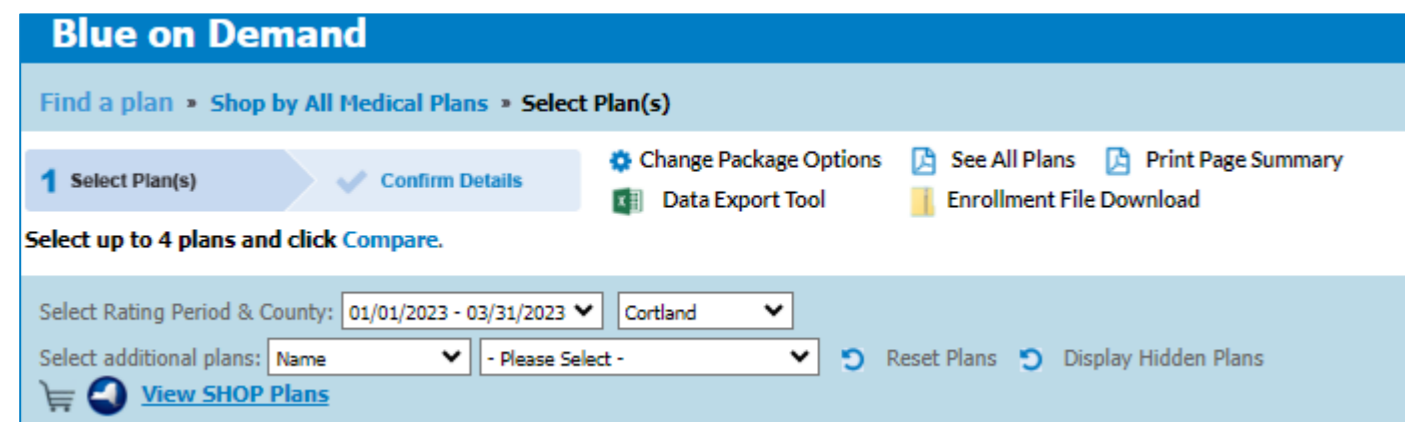 Blue on Demand
Find a plan » Shop by All Medical Plans » Select Plan(s)
1 Select Plan(s) Confirm Details
Change Package Options See All Plans Print Page Summary
Data Export Tool Enrollment File Download
Select up to 4 plans and click Compare.
Select Rating Period & County: 01/01/2023 - 03/31/2023 Cortland
Select additional plans: Name - Please Select - Reset Plans Display Hidden Plans
View SHOP Plans